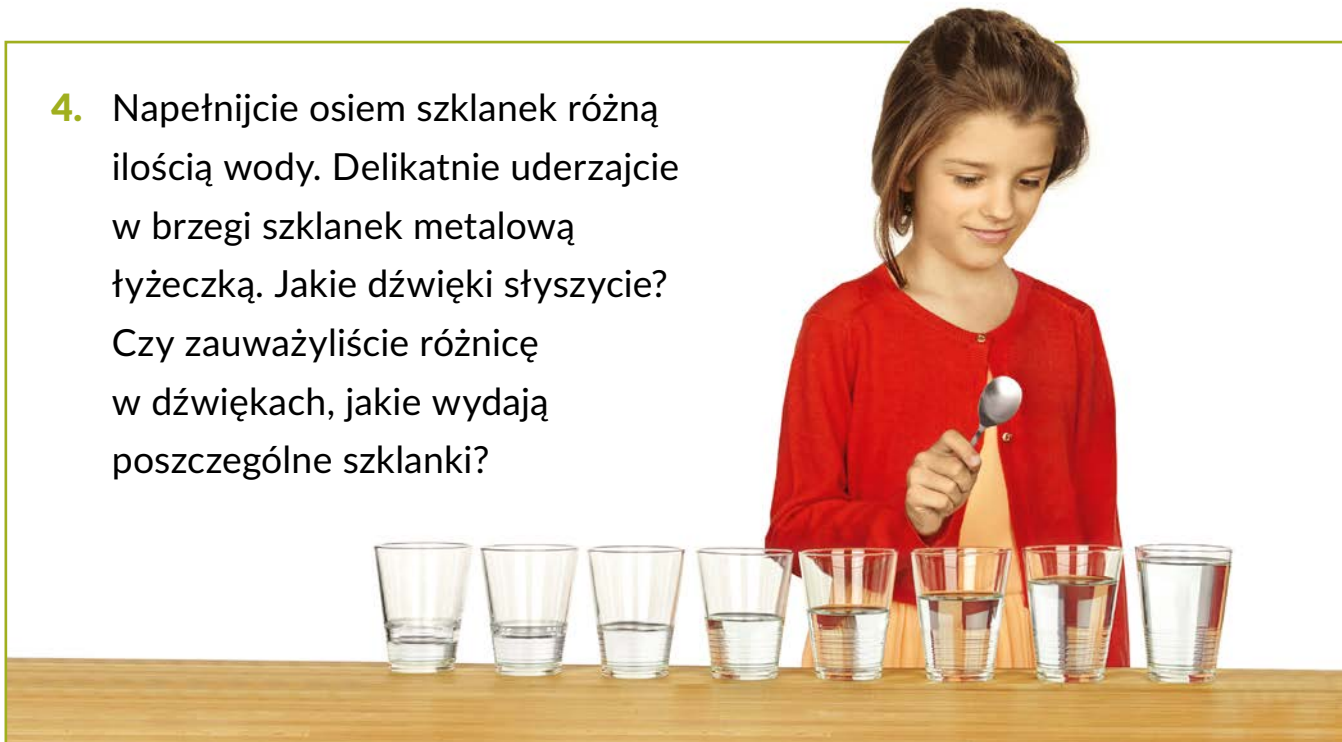 4. Napełnijcie osiem szklanek różną
ilością wody. Delikatnie uderzajcie
w brzegi szklanek metalową
łyżeczką. Jakie dźwięki słyszycie?
Czy zauważyliście różnicę
w dźwiękach, jakie wydają
poszczególne szklanki?